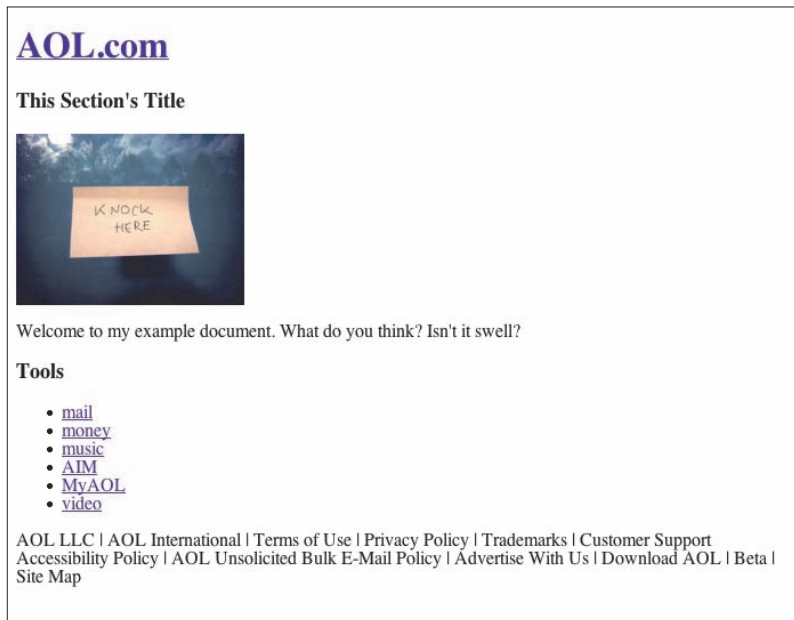 AOL.com
This Section's Title
KNOCK
HERE
Welcome to my example document. What do you think? Isn't it swell?
Tools
• mail
• money
• music
• AIM
• MyAOL
• video
AOL LLC | AOL International | Terms of Use | Privacy Policy | Trademarks | Customer Support
Accessibility Policy | AOL Unsolicited Bulk E-Mail Policy | Advertise With Us | Download AOL | Beta |
Site Map